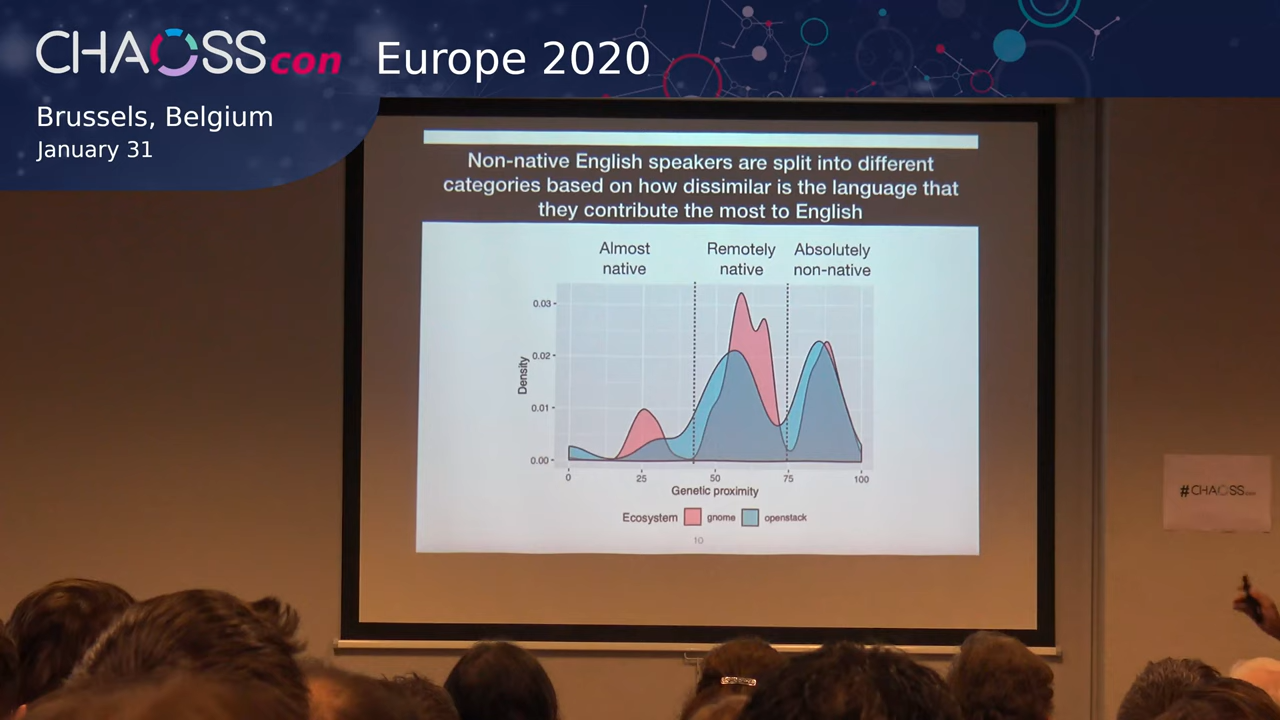 CHAOSS con Europe 2020
Brussels, Belgium
January 31
Non-native English speakers are split into different
categories based on how dissimilar is the language that
they contribute the most to English
Almost
native
Remotely
native
Absolutely
non-native
Density
0.03
0.02
0.01
0.00
0 25 50 75 100
Genetic proximity
Ecosystem gnome openstack
10
#CHAOSScon